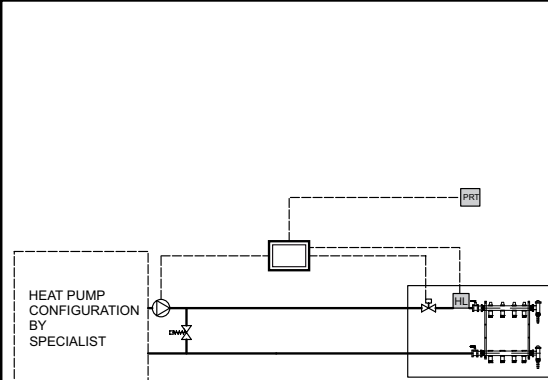 PRT
HL
HEAT PUMP
CONFIGURATION
BY
SPECIALIST